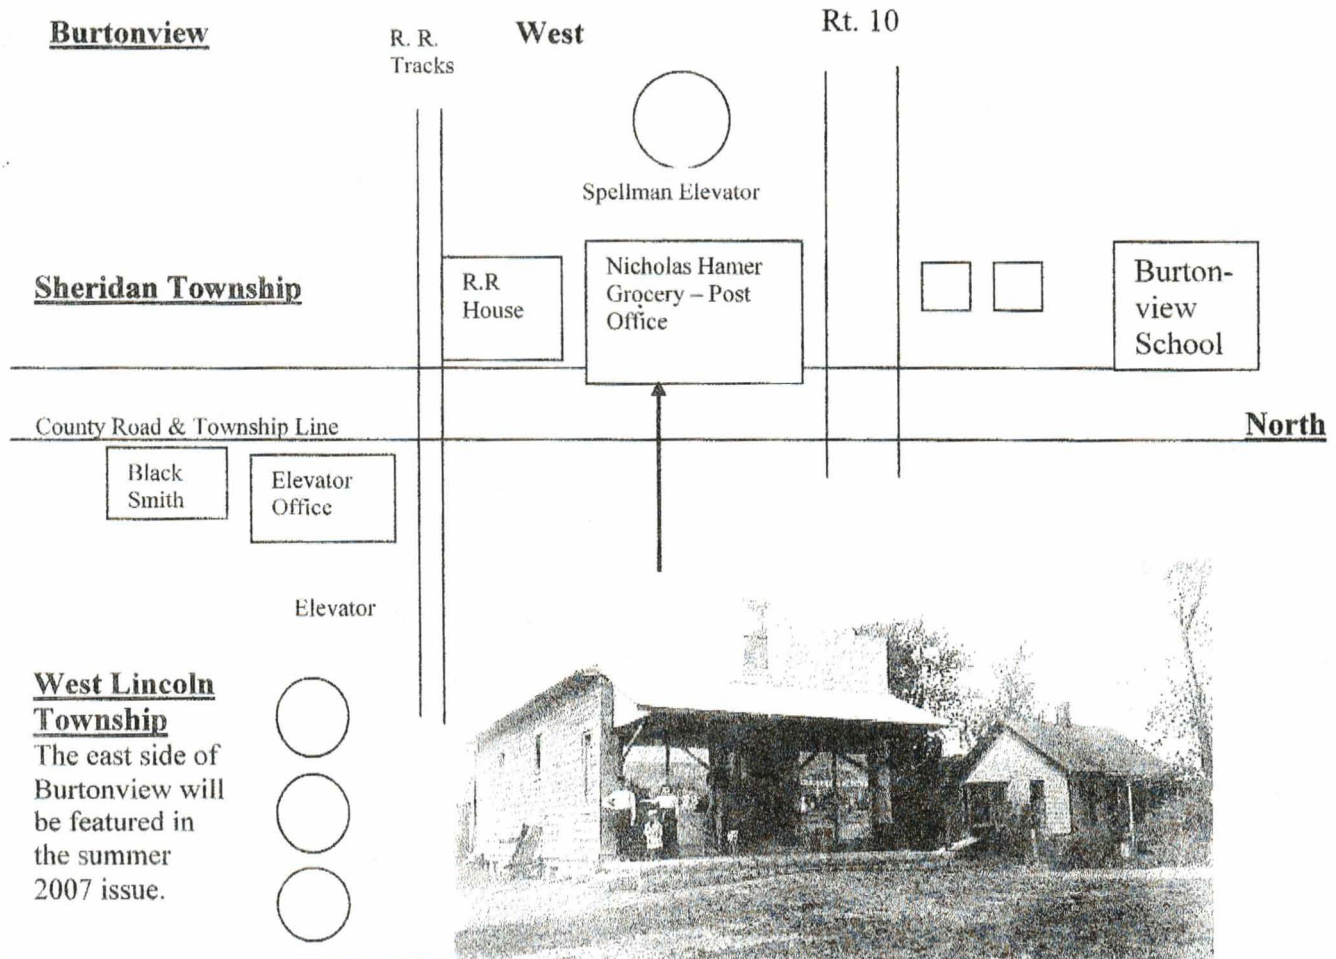 Burtonview
R. R.
Tracks
West
Rt. 10
Spellman Elevator
Sheridan Township
R.R
House
Nicholas Hamer
Grocery – Post
Office
Burton-
view
School
County Road & Township Line
North
Black
Smith
Elevator
Office
Elevator
West Lincoln
Township
The east side of
Burtonview will
be featured in
the summer
2007 issue.